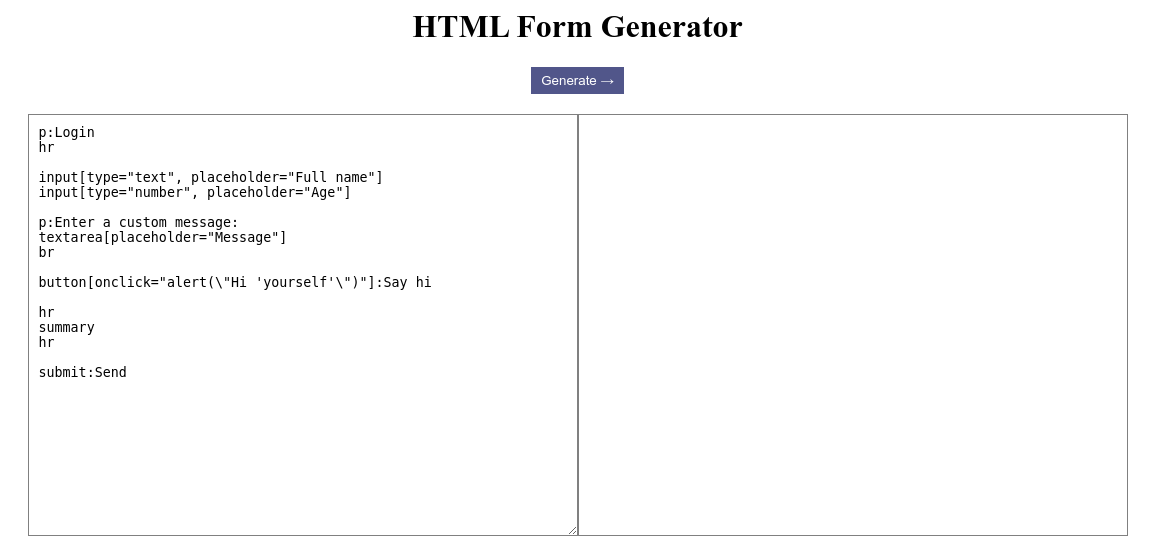 HTML Form Generator
Generate →
p:Login
hr
input[type="text", placeholder="Full name"]
input[type="number", placeholder="Age"]
p:Enter a custom message:
textarea[placeholder="Message"]
br
button[onclick="alert(\"Hi 'yourself'\")"]:Say hi
hr
summary
hr
submit:Send